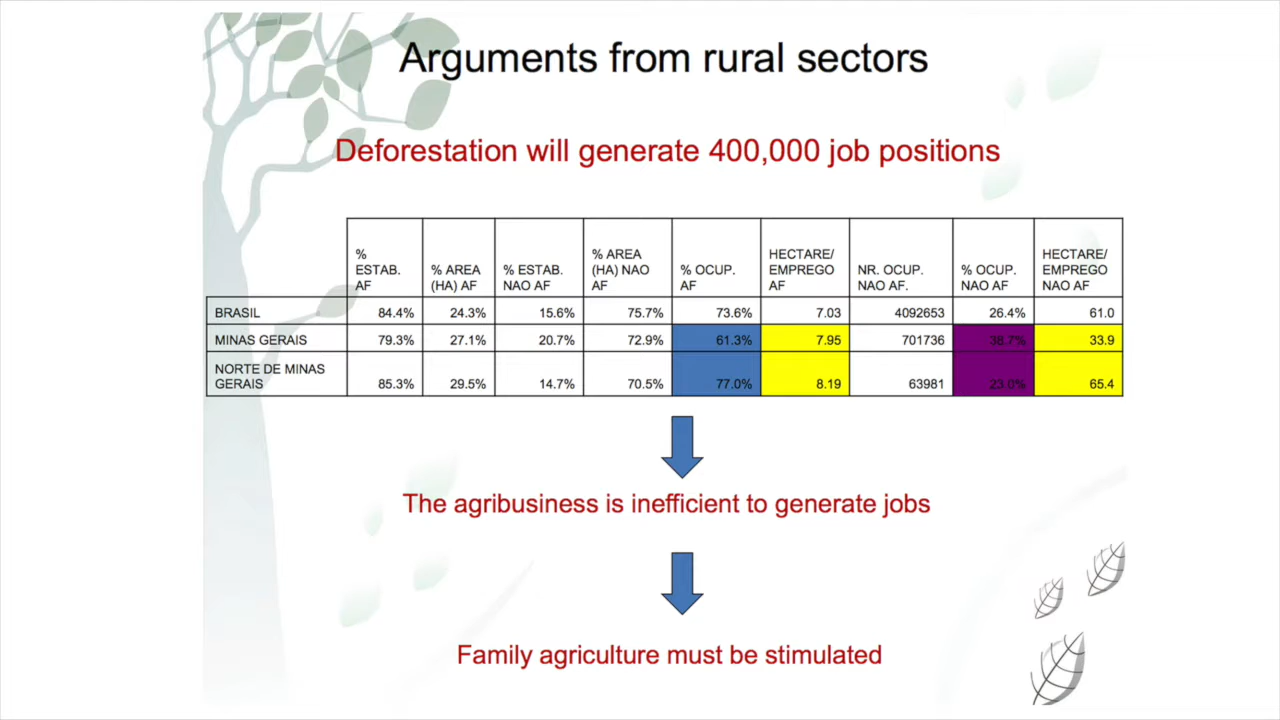 Arguments from rural sectors
Deforestation will generate 400,000 job positions
% ESTAB. AF | % AREA (HA) AF | % ESTAB. NAO AF | % AREA (HA) NAO AF | % OCUP. AF | HECTARE/ EMPREGO AF | NR. OCUP. NAO AF. | % OCUP. NAO AF | HECTARE/ EMPREGO NAO AF
BRASIL 84.4% 24.3% 15.6% 75.7% 73.6% 7.03 4092653 26.4% 61.0
MINAS GERAIS 79.3% 27.1% 20.7% 72.9% 61.3% 7.95 701736 38.7% 33.9
NORTE DE MINAS GERAIS 85.3% 29.5% 14.7% 70.5% 77.0% 8.19 63981 23.0% 65.4
The agribusiness is inefficient to generate jobs
Family agriculture must be stimulated